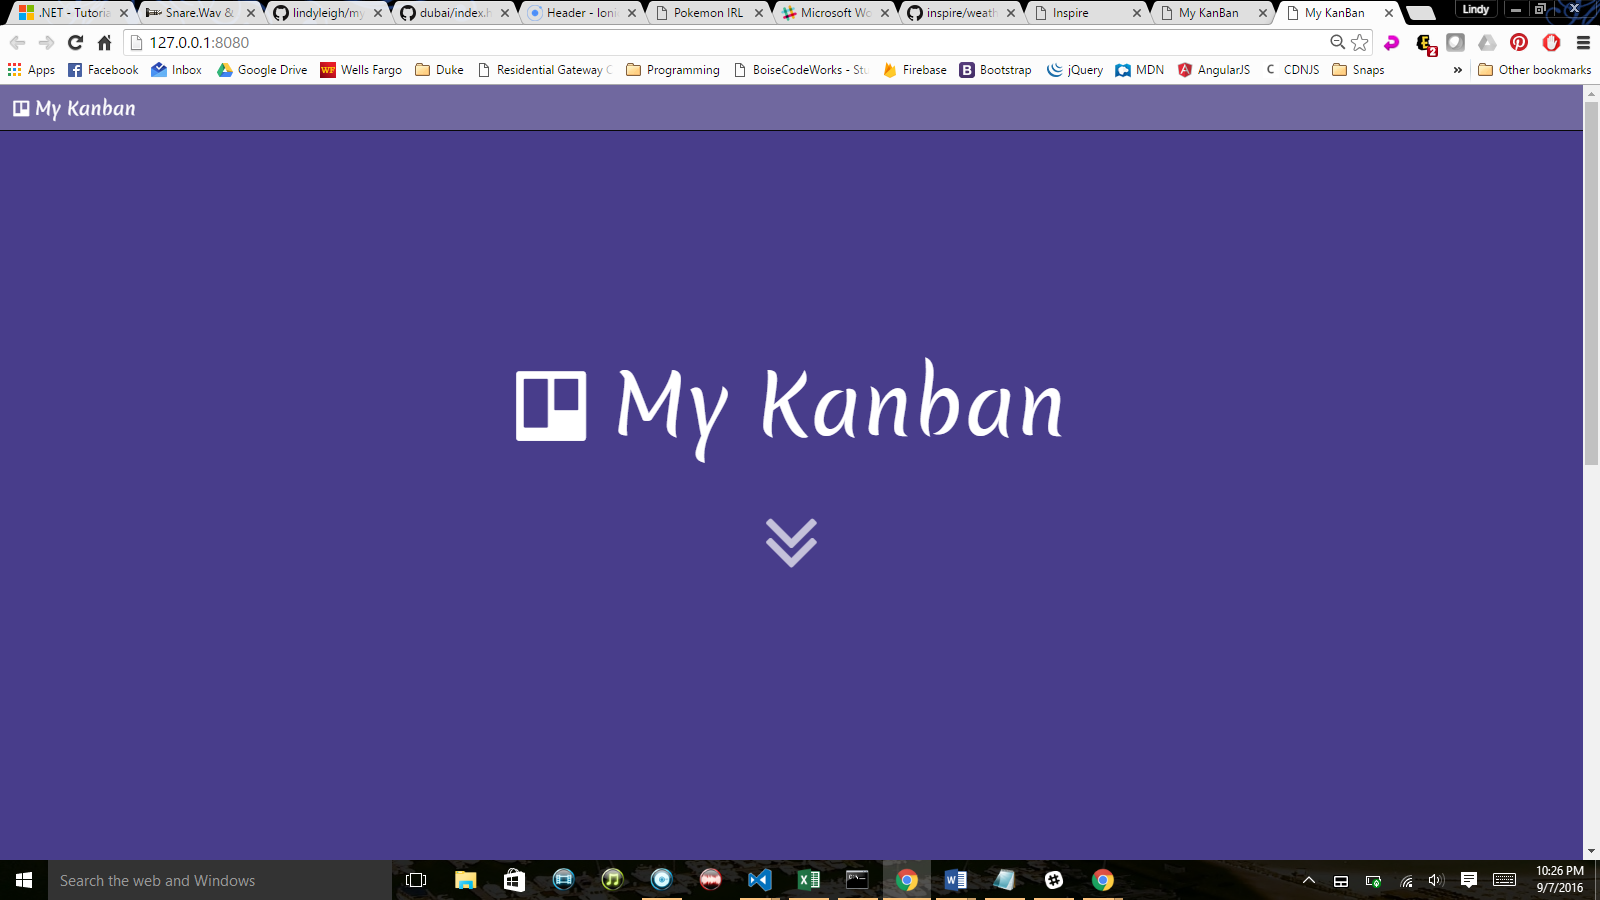 .NET - Tutoria
Snare.Wav &
lindyleigh/my
dubai/index.h
Header - Ioni
Pokemon IRL
Microsoft Wo
inspire/weath
Inspire
My KanBan
My KanBan
Lindy
127.0.0.1:8080
2
Apps
Facebook
Inbox
Google Drive
WF Wells Fargo
Duke
Residential Gateway C
Programming
BoiseCodeWorks - Stu
Firebase
B Bootstrap
jQuery
MDN
AngularJS
C CDNJS
Snaps
»
Other bookmarks
My Kanban
My Kanban
Search the web and Windows
10:26 PM
9/7/2016